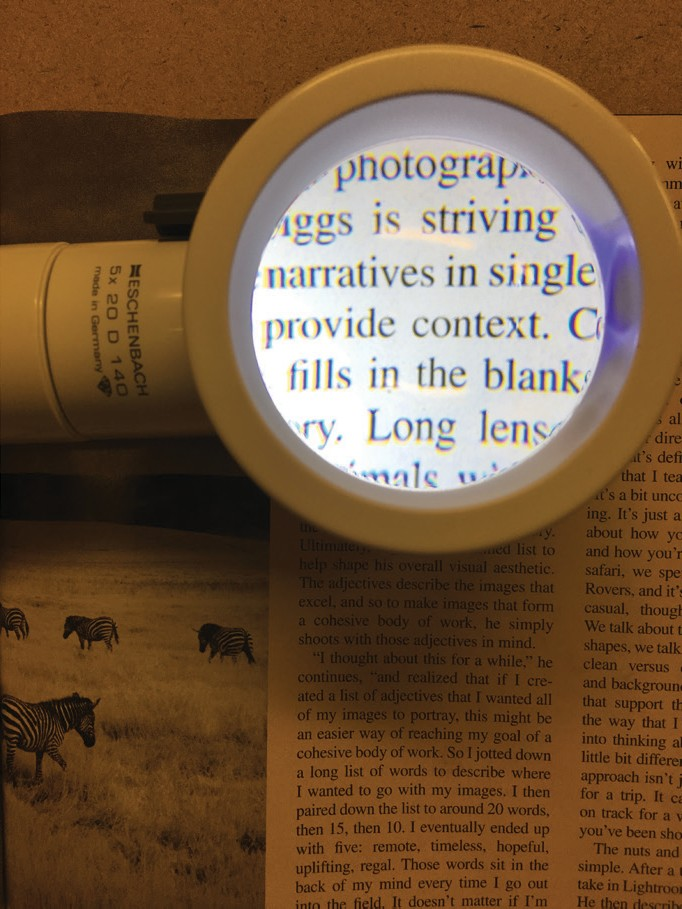 ESCHENBACH
5x 20 D 140
made in Germany
photograp
iggs is striving
narratives in single
provide context. C
fills in the blank
ry. Long lens
imals
the
ry.
Ultimately, ned list to
help shape his overall visual aesthetic.
The adjectives describe the images that
excel, and so to make images that form
a cohesive body of work, he simply
shoots with those adjectives in mind.
“I thought about this for a while,” he
continues, “and realized that if I cre-
ated a list of adjectives that I wanted all
of my images to portray, this might be
an easier way of reaching my goal of a
cohesive body of work. So I jotted down
a long list of words to describe where
I wanted to go with my images. I then
paired down the list to around 20 words,
then 15, then 10. I eventually ended up
with five: remote, timeless, hopeful,
uplifting, regal. Those words sit in the
back of my mind every time I go out
into the field. It doesn’t matter if I’m
wi
al
dire
it’s defi
that I tea
It’s a bit unco
ing. It’s just a
about how yo
and how you’r
safari, we spe
Rovers, and it’s
casual, though
We talk about t
shapes, we talk
clean versus
and background
that support th
the way that I
into thinking a
little bit differe
approach isn’t j
for a trip. It ca
on track for a v
you’ve been sho
The nuts and
simple. After a
take in Lightroo
He then describe